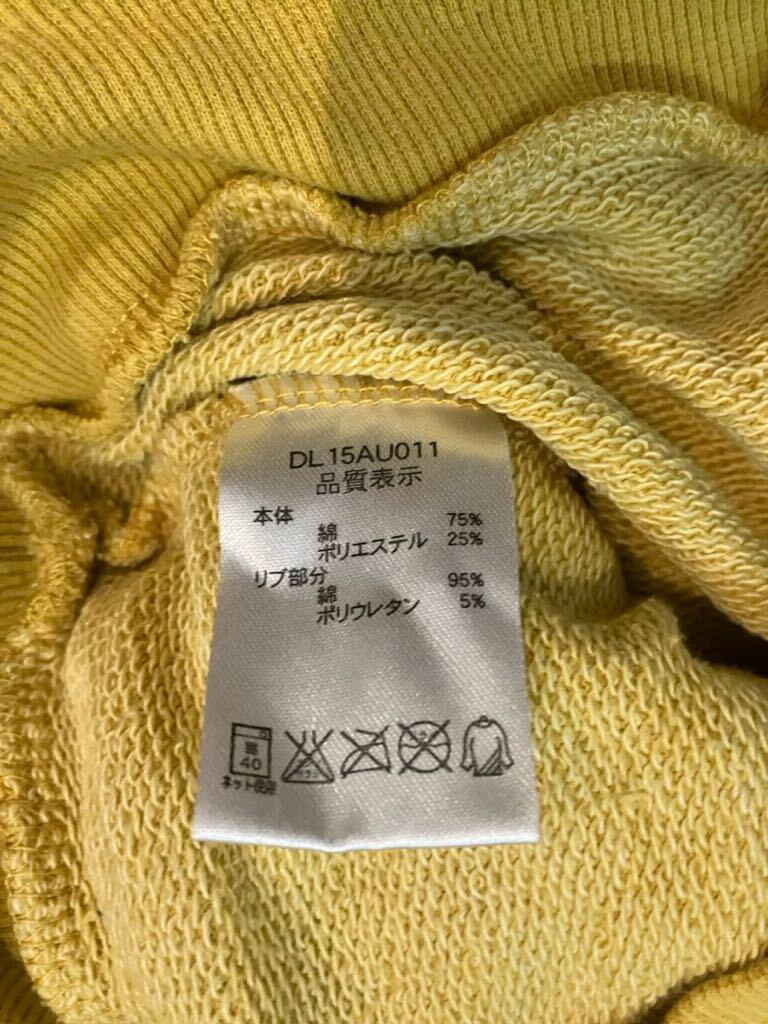 DL15AU011
品質表示
本体
綿 75%
ポリエステル 25%
リブ部分
綿 95%
ポリウレタン 5%
40
ネット使用